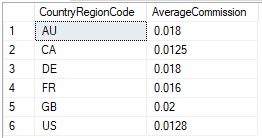 CountryRegionCode AverageCommission
1 AU 0.018
2 CA 0.0125
3 DE 0.018
4 FR 0.016
5 GB 0.02
6 US 0.0128